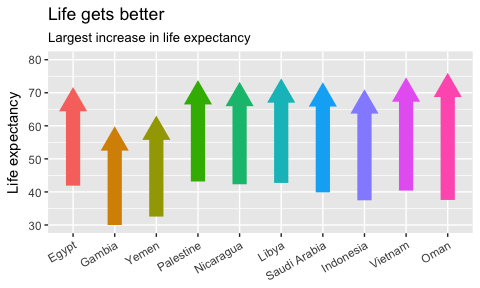 Life gets better
Largest increase in life expectancy
Life expectancy
80
70
60
50
40
30
Egypt
Gambia
Yemen
Palestine
Nicaragua
Libya
Saudi Arabia
Indonesia
Vietnam
Oman